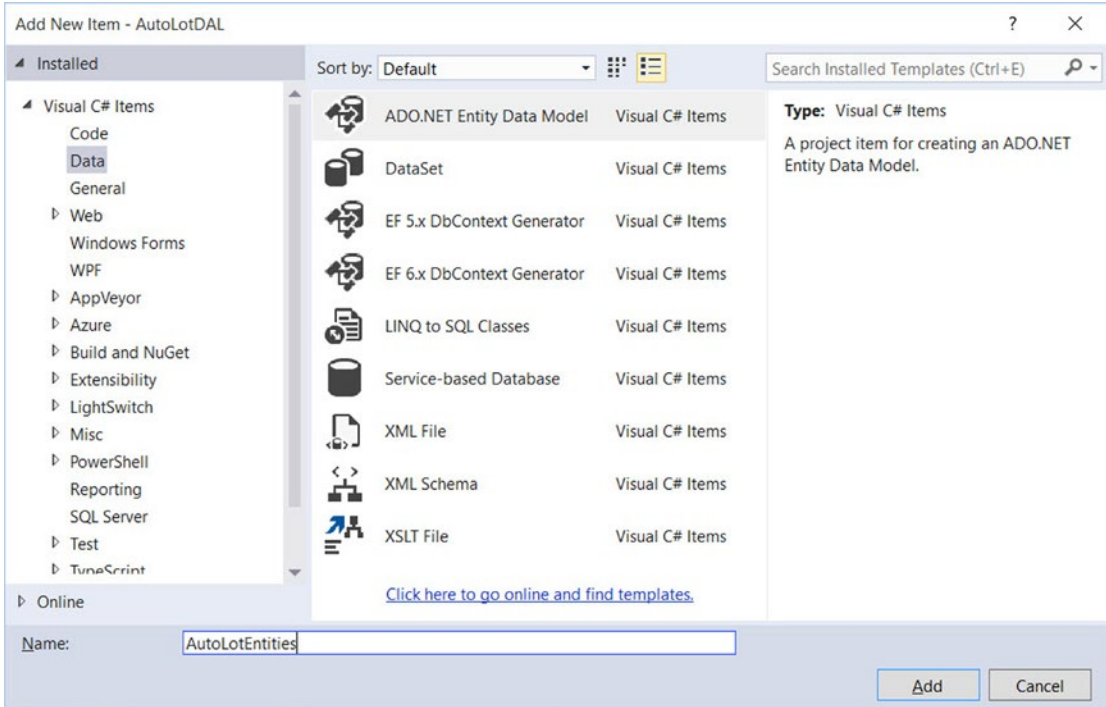 Add New Item - AutoLotDAL
Installed
Sort by: Default
Search Installed Templates (Ctrl+E)
Visual C# Items
Code
Data
General
Web
Windows Forms
WPF
AppVeyor
Azure
Build and NuGet
Extensibility
LightSwitch
Misc
PowerShell
Reporting
SQL Server
Test
TypeScript
Online
ADO.NET Entity Data Model Visual C# Items
DataSet Visual C# Items
EF 5.x DbContext Generator Visual C# Items
EF 6.x DbContext Generator Visual C# Items
LINQ to SQL Classes Visual C# Items
Service-based Database Visual C# Items
XML File Visual C# Items
XML Schema Visual C# Items
XSLT File Visual C# Items
Click here to go online and find templates.
Type: Visual C# Items
A project item for creating an ADO.NET
Entity Data Model.
Name: AutoLotEntities
Add Cancel